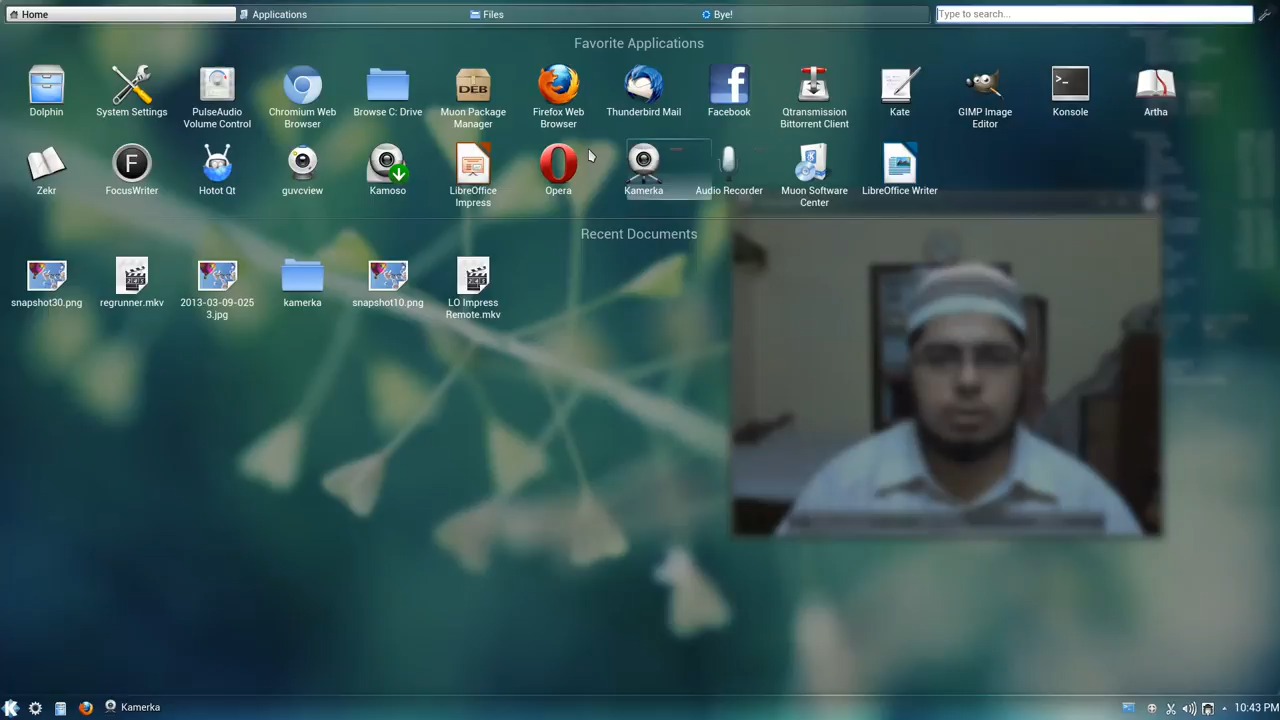 Home
Applications
Files
Bye!
Type to search...
Favorite Applications
Dolphin
System Settings
PulseAudio
Volume Control
Chromium Web
Browser
Browse C: Drive
Muon Package
Manager
Firefox Web
Browser
Thunderbird Mail
Facebook
Qtransmission
Bittorrent Client
Kate
GIMP Image
Editor
Konsole
Artha
Zekr
FocusWriter
Hotot Qt
guvcview
Kamoso
LibreOffice
Impress
Opera
Kamerka
Audio Recorder
Muon Software
Center
LibreOffice Writer
Recent Documents
snapshot30.png
regrunner.mkv
2013-03-09-025
3.jpg
kamerka
snapshot10.png
LO Impress
Remote.mkv
Kamerka
10:43 PM